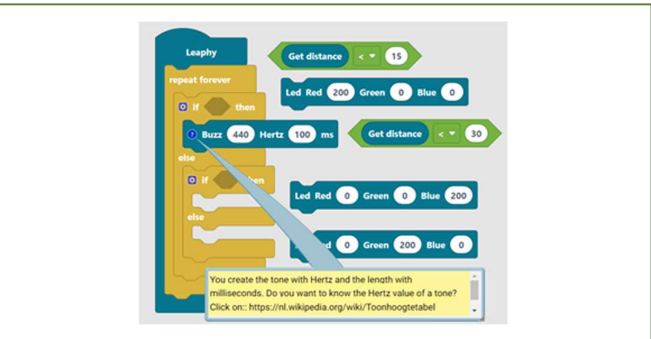 Leaphy
Get distance < 15
repeat forever
Led Red 200 Green 0 Blue 0
if then
? Buzz 440 Hertz 100 ms
Get distance < 30
else
if
Led Red 0 Green 0 Blue 200
else
0 Green 200 Blue 0
You create the tone with Hertz and the length with
milliseconds. Do you want to know the Hertz value of a tone?
Click on:: https://nl.wikipedia.org/wiki/Toonhoogtetabel